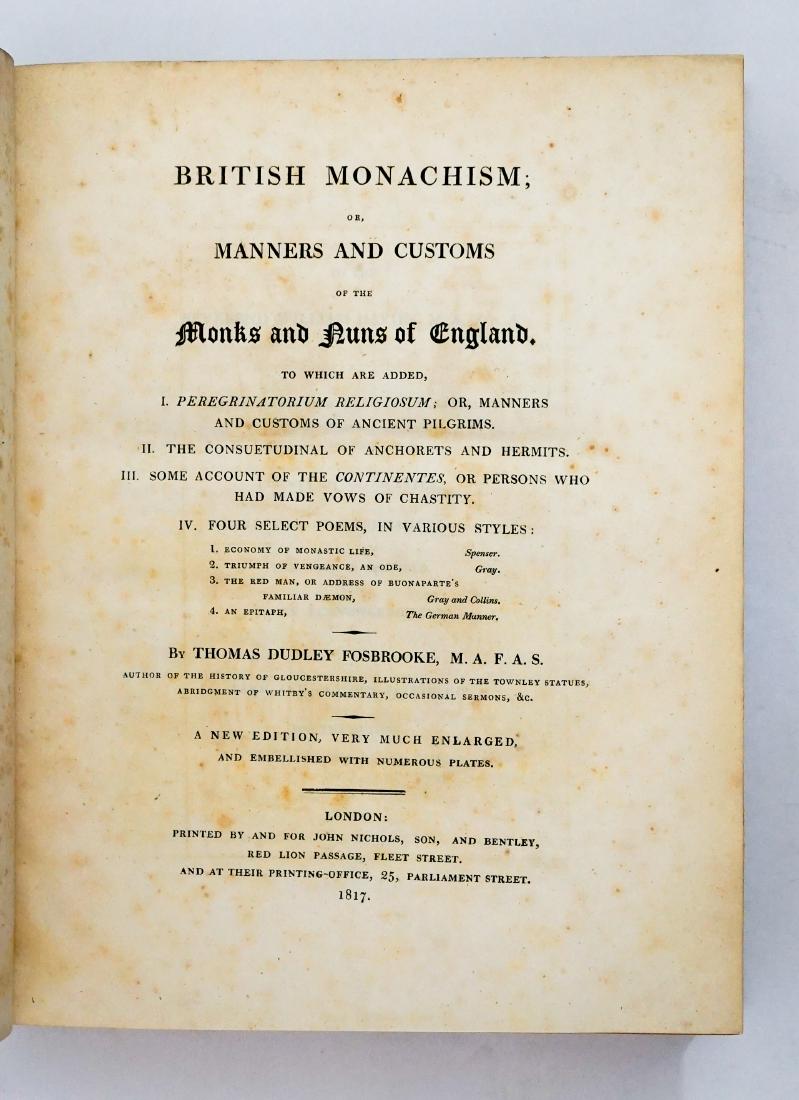 BRITISH MONACHISM;
OR,
MANNERS AND CUSTOMS
OF THE
Monks and Nuns of England.
TO WHICH ARE ADDED,
I. PEREGRINATORIUM RELIGIOSUM; OR, MANNERS
AND CUSTOMS OF ANCIENT PILGRIMS.
II. THE CONSUETUDINAL OF ANCHORETS AND HERMITS.
III. SOME ACCOUNT OF THE CONTINENTES, OR PERSONS WHO
HAD MADE VOWS OF CHASTITY.
IV. FOUR SELECT POEMS, IN VARIOUS STYLES:
1. ECONOMY OF MONASTIC LIFE, Spenser.
2. TRIUMPH OF VENGEANCE, AN ODE, Gray.
3. THE RED MAN, OR ADDRESS OF BUONAPARTE'S
FAMILIAR DÆMON, Gray and Collins.
4. AN EPITAPH, The German Manner.
BY THOMAS DUDLEY FOSBROOKE, M. A. F. A. S.
AUTHOR OF THE HISTORY OF GLOUCESTERSHIRE, ILLUSTRATIONS OF THE TOWNLEY STATUES,
ABRIDGMENT OF WHITBY'S COMMENTARY, OCCASIONAL SERMONS, &c.
A NEW EDITION, VERY MUCH ENLARGED,
AND EMBELLISHED WITH NUMEROUS PLATES.
LONDON:
PRINTED BY AND FOR JOHN NICHOLS, SON, AND BENTLEY,
RED LION PASSAGE, FLEET STREET.
AND AT THEIR PRINTING-OFFICE, 25, PARLIAMENT STREET.
1817.